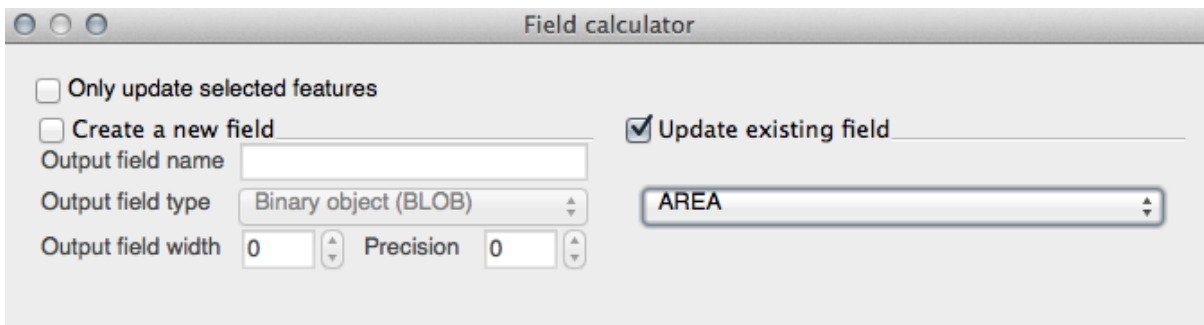 Field calculator
Only update selected features
Create a new field
Output field name
Output field type Binary object (BLOB)
Output field width 0 Precision 0
Update existing field
AREA